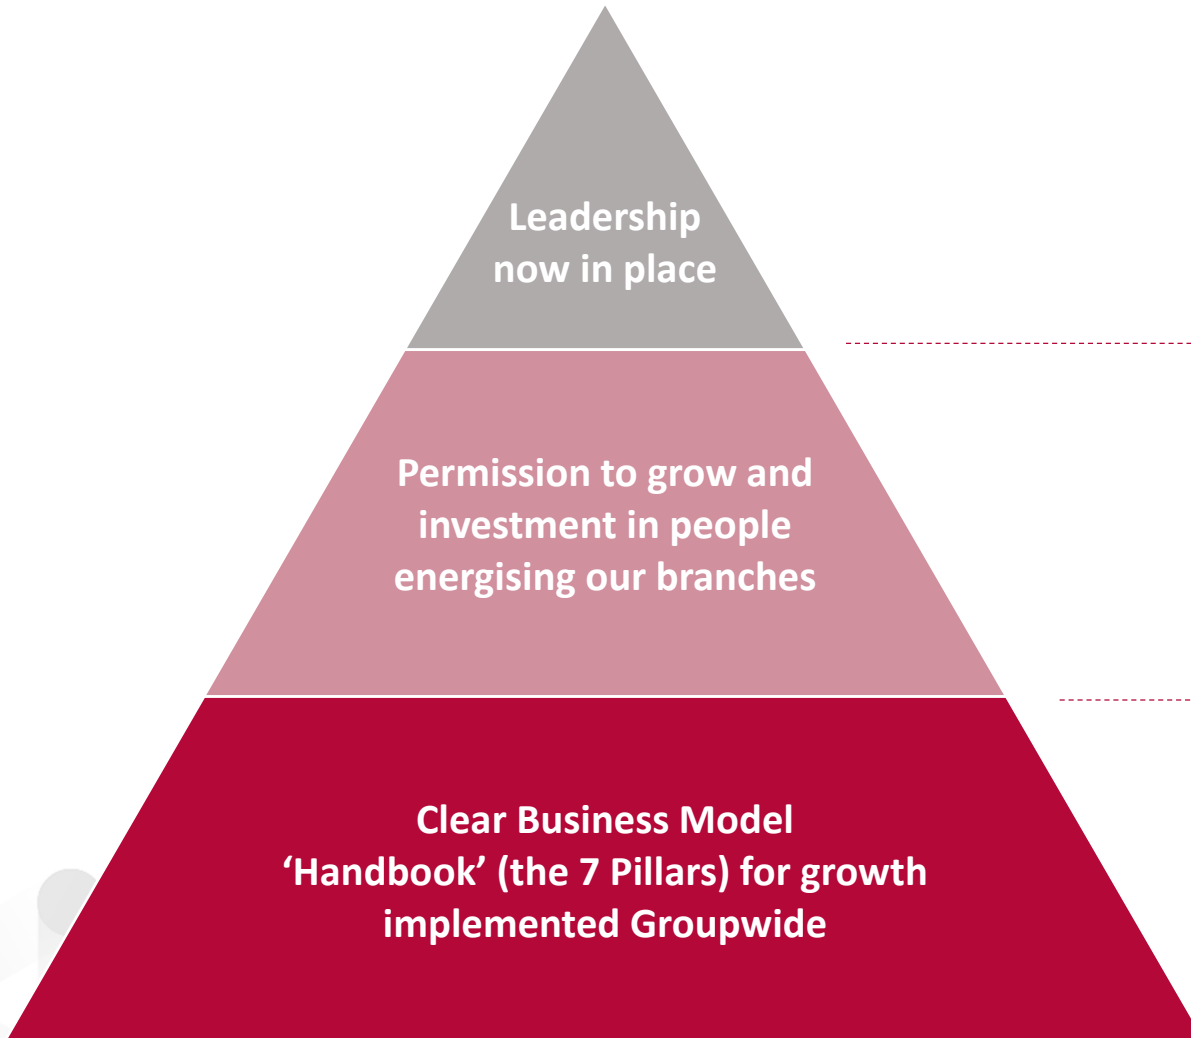 Leadership
now in place
Permission to grow and
investment in people
energising our branches
Clear Business Model
‘Handbook’ (the 7 Pillars) for growth
implemented Groupwide